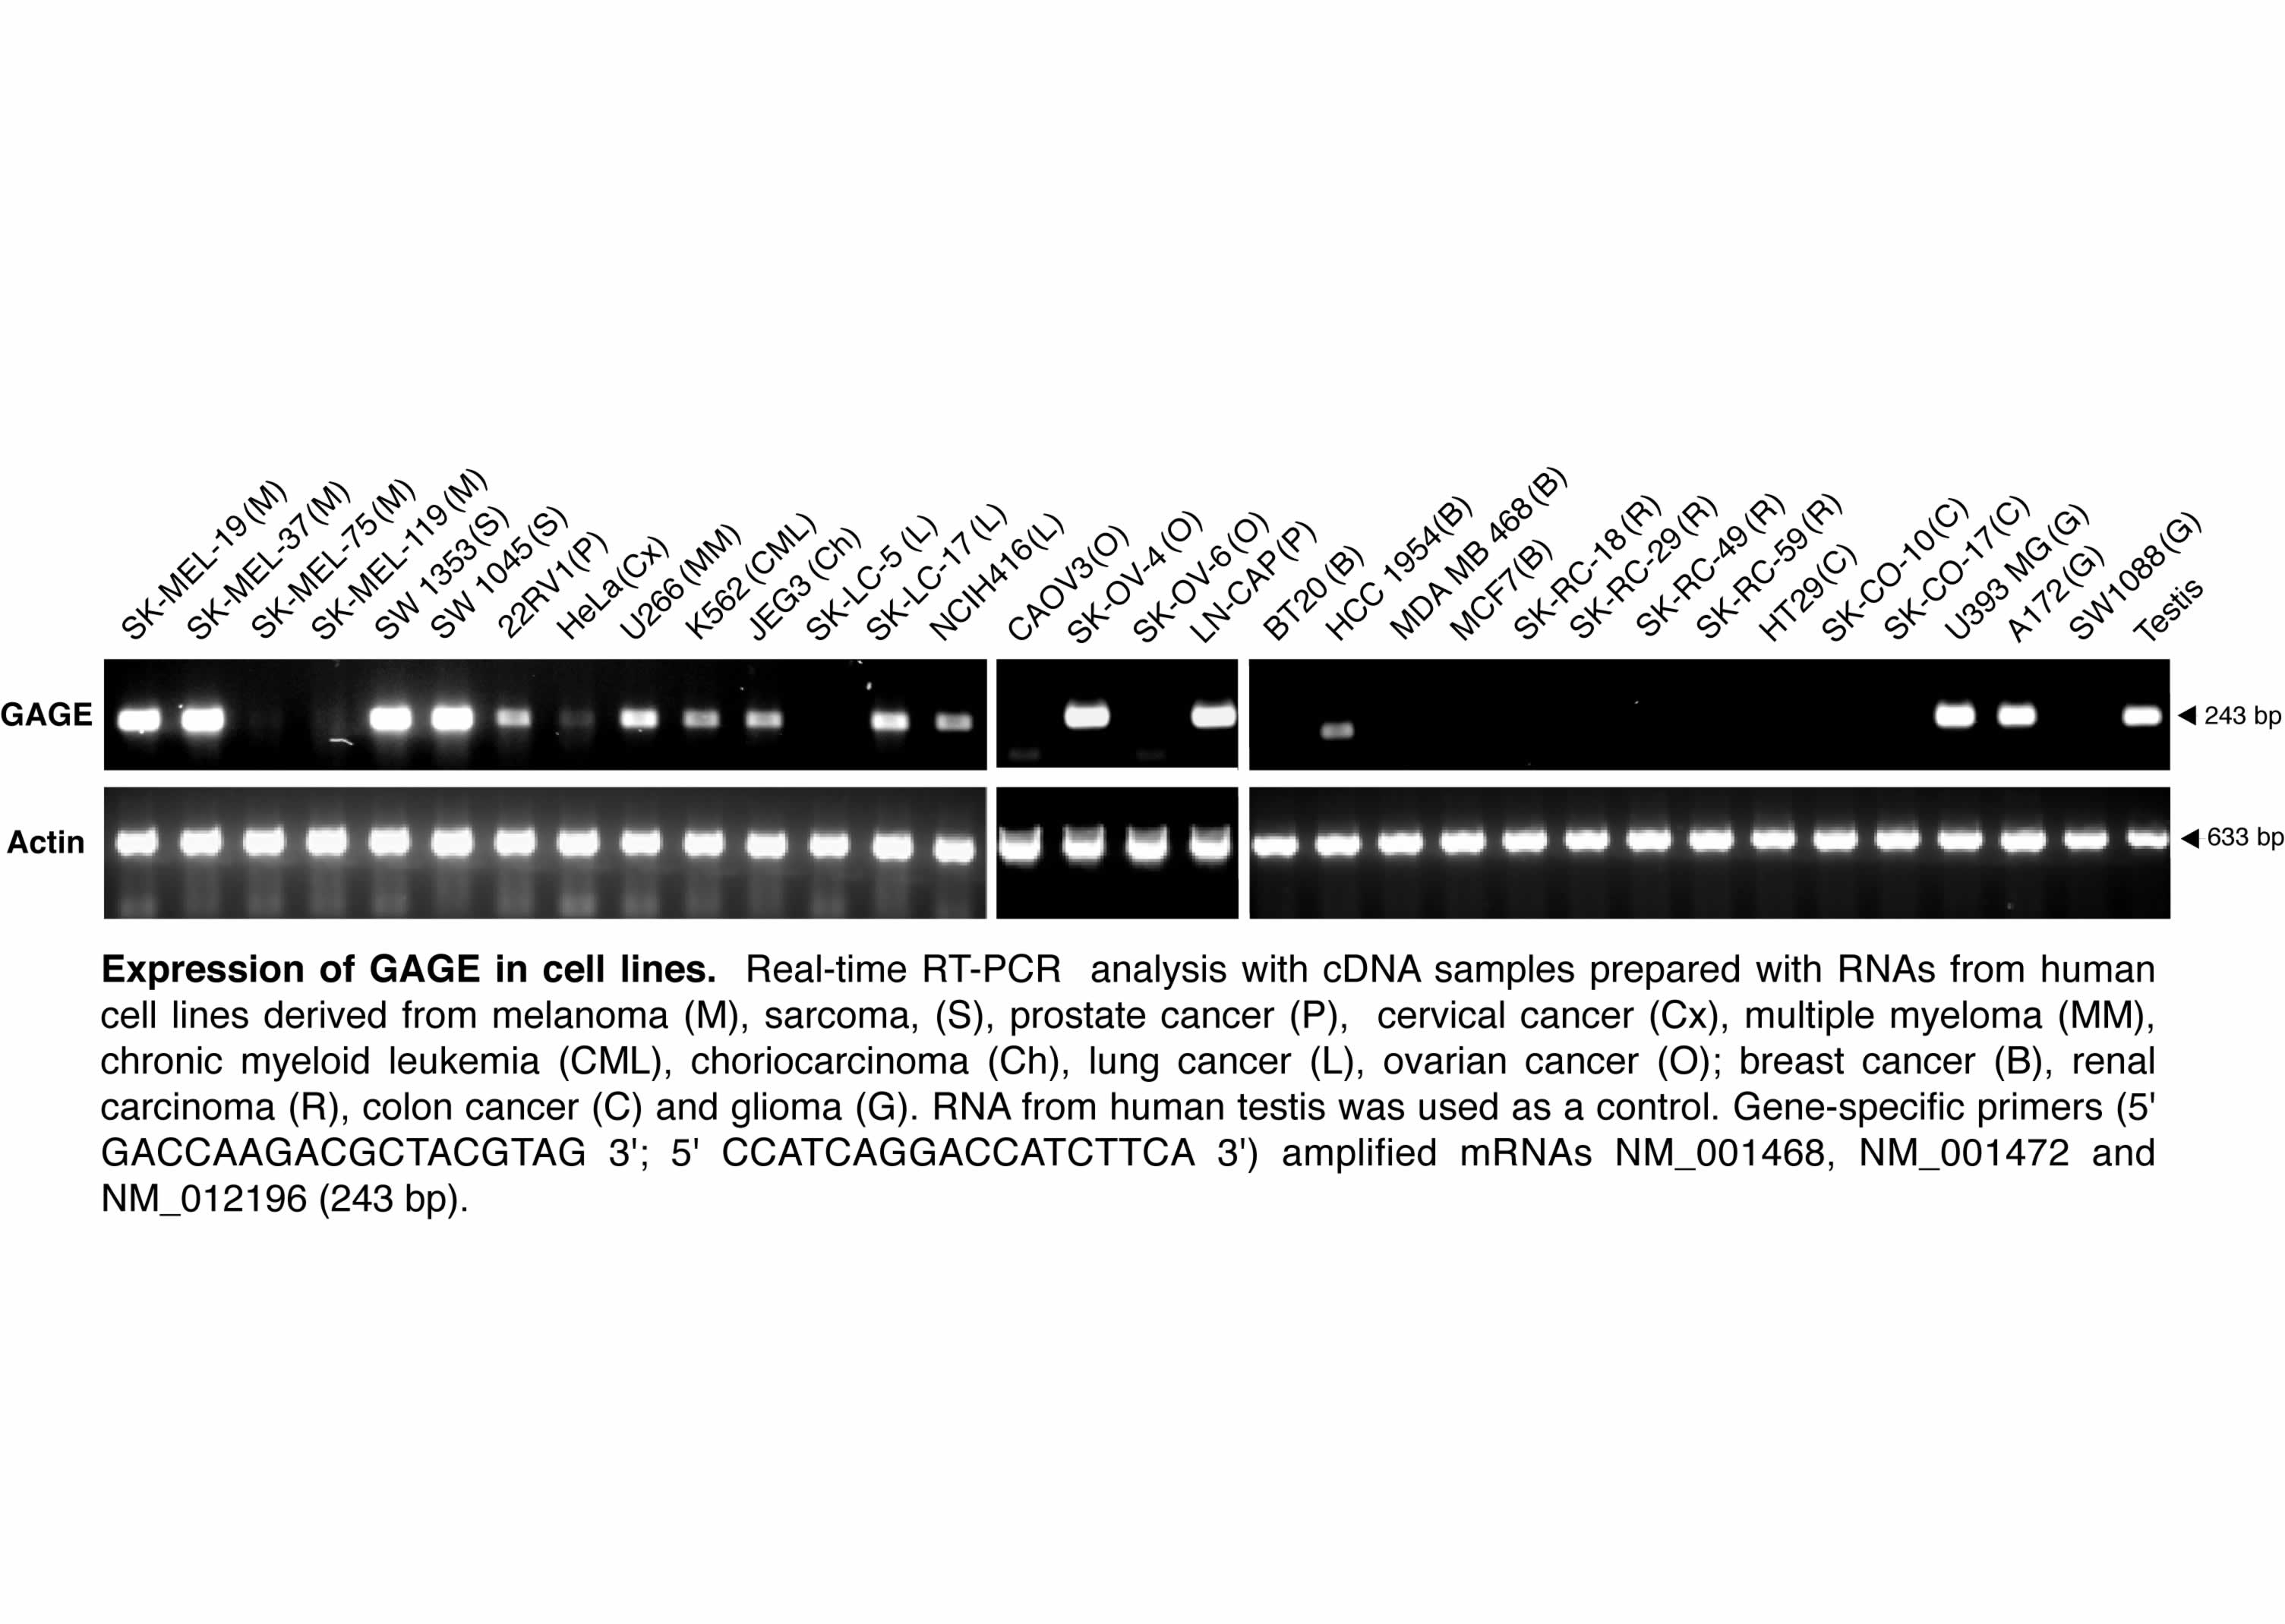 SK-MEL-19 (M)
SK-MEL-37 (M)
SK-MEL-75 (M)
SK-MEL-119 (M)
SW 1353 (S)
SW 1045 (S)
22RV1 (P)
HeLa (Cx)
U266 (MM)
K562 (CML)
JEG3 (Ch)
SK-LC-5 (L)
SK-LC-17 (L)
NCIH416 (L)
CAOV3 (O)
SK-OV-4 (O)
SK-OV-6 (O)
LN-CAP (P)
BT20 (B)
HCC 1954 (B)
MDA MB 468 (B)
MCF7 (B)
SK-RC-18 (R)
SK-RC-29 (R)
SK-RC-49 (R)
SK-RC-59 (R)
HT29 (C)
SK-CO-10 (C)
SK-CO-17 (C)
U393 MG (G)
A172 (G)
SW1088 (G)
Testis
GAGE
243 bp
Actin
633 bp
Expression of GAGE in cell lines. Real-time RT-PCR analysis with cDNA samples prepared with RNAs from human
cell lines derived from melanoma (M), sarcoma, (S), prostate cancer (P), cervical cancer (Cx), multiple myeloma (MM),
chronic myeloid leukemia (CML), choriocarcinoma (Ch), lung cancer (L), ovarian cancer (O); breast cancer (B), renal
carcinoma (R), colon cancer (C) and glioma (G). RNA from human testis was used as a control. Gene-specific primers (5'
GACCAAGACGCTACGTAG 3'; 5' CCATCAGGACCATCTTCA 3') amplified mRNAs NM_001468, NM_001472 and
NM_012196 (243 bp).